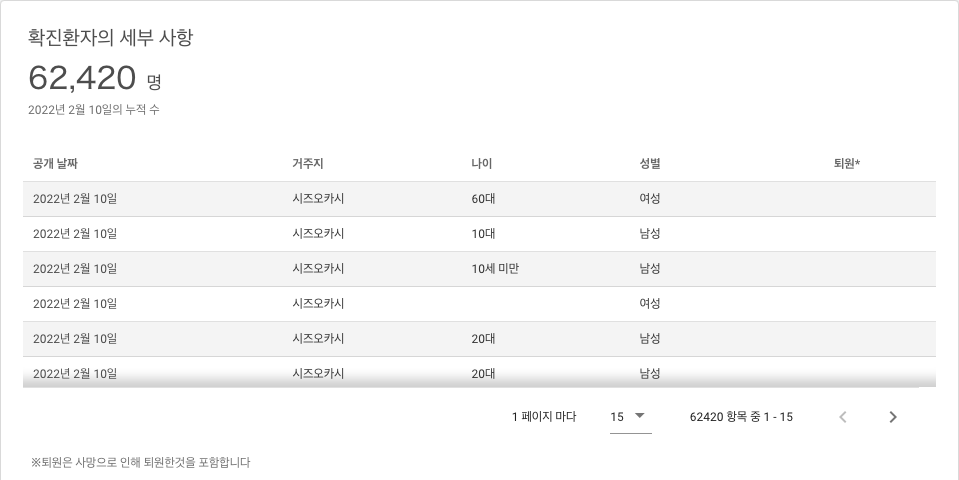 확진환자의 세부 사항
62,420 명
2022년 2월 10일의 누적 수
공개 날짜 거주지 나이 성별 퇴원*
2022년 2월 10일 시즈오카시 60대 여성
2022년 2월 10일 시즈오카시 10대 남성
2022년 2월 10일 시즈오카시 10세 미만 남성
2022년 2월 10일 시즈오카시 여성
2022년 2월 10일 시즈오카시 20대 남성
2022년 2월 10일 시즈오카시 20대 남성
1 페이지 마다 15 62420 항목 중 1 - 15
※퇴원은 사망으로 인해 퇴원한것을 포함합니다